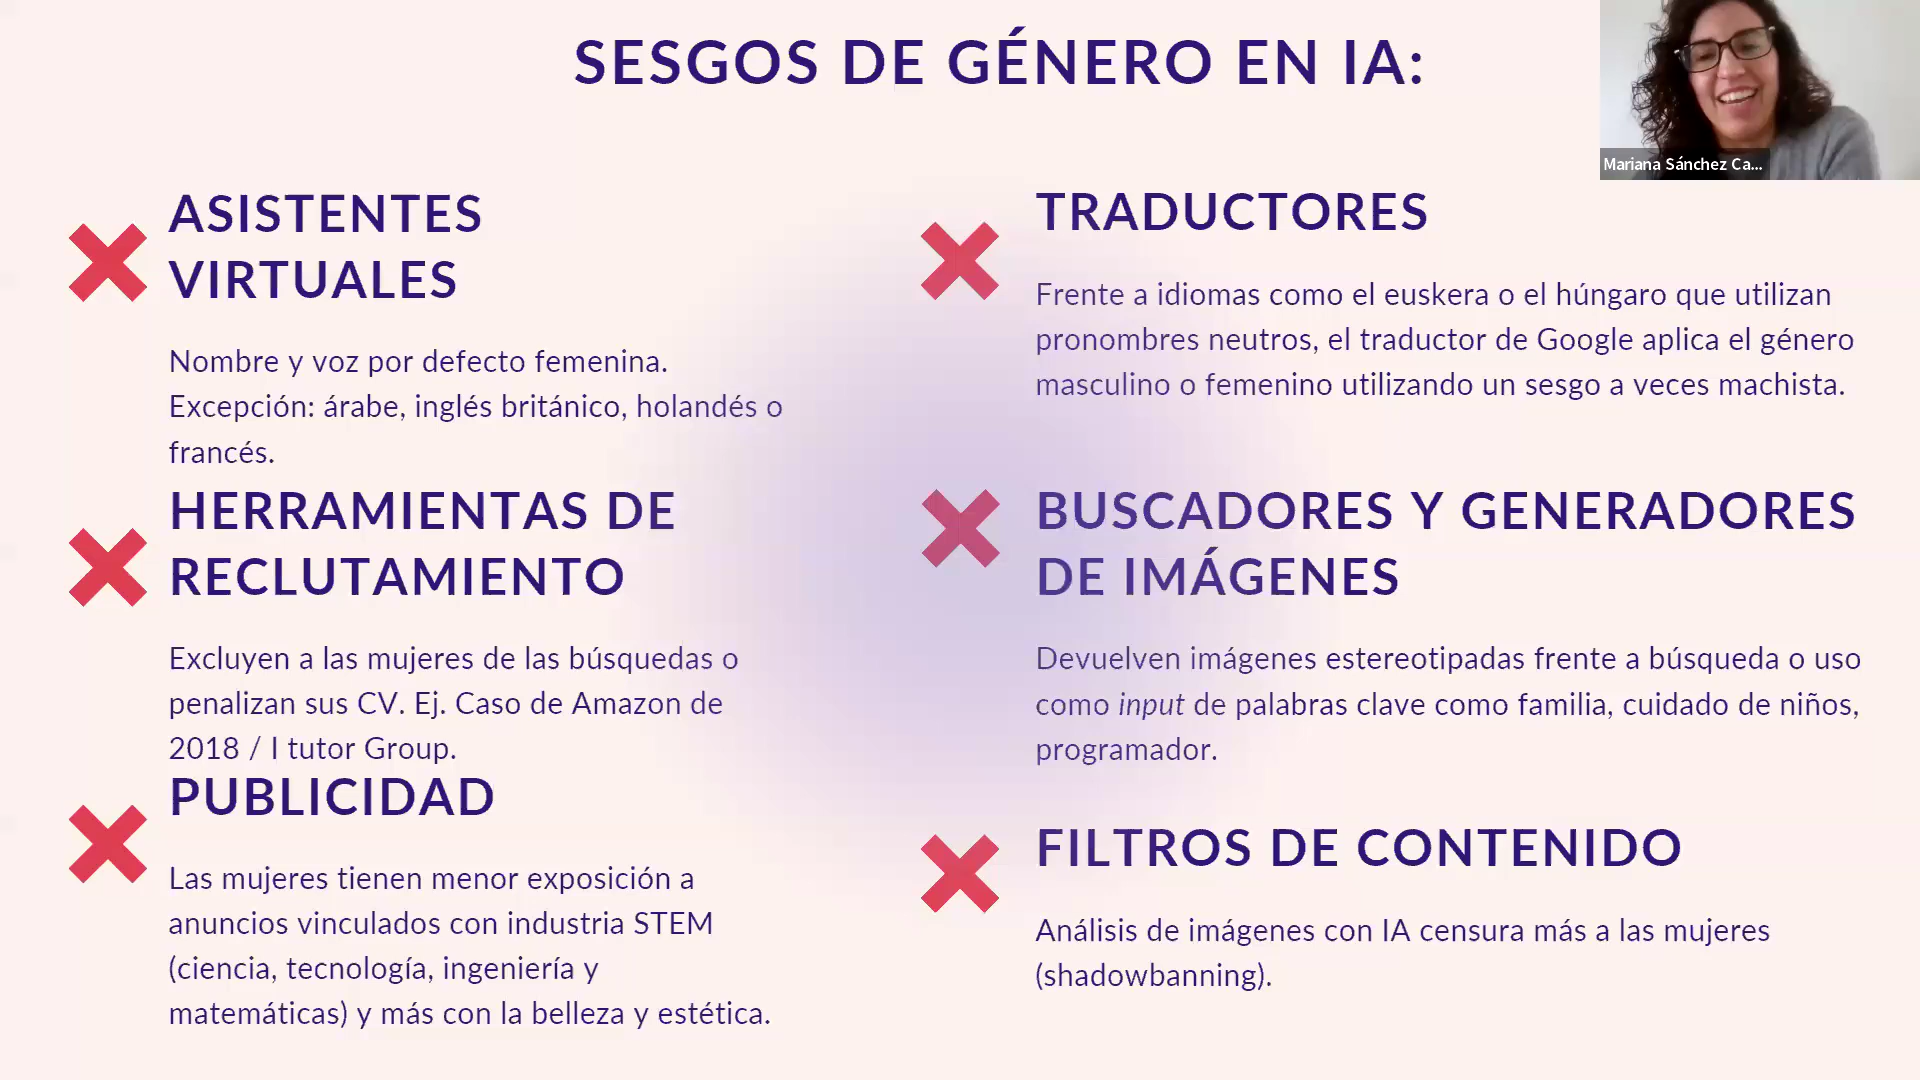 SESGOS DE GÉNERO EN IA:
Mariana Sánchez Ca...
ASISTENTES
VIRTUALES
Nombre y voz por defecto femenina.
Excepción: árabe, inglés británico, holandés o
francés.
HERRAMIENTAS DE
RECLUTAMIENTO
Excluyen a las mujeres de las búsquedas o
penalizan sus CV. Ej. Caso de Amazon de
2018 / I tutor Group.
PUBLICIDAD
Las mujeres tienen menor exposición a
anuncios vinculados con industria STEM
(ciencia, tecnología, ingeniería y
matemáticas) y más con la belleza y estética.
TRADUCTORES
Frente a idiomas como el euskera o el húngaro que utilizan
pronombres neutros, el traductor de Google aplica el género
masculino o femenino utilizando un sesgo a veces machista.
BUSCADORES Y GENERADORES
DE IMÁGENES
Devuelven imágenes estereotipadas frente a búsqueda o uso
como input de palabras clave como familia, cuidado de niños,
programador.
FILTROS DE CONTENIDO
Análisis de imágenes con IA censura más a las mujeres
(shadowbanning).